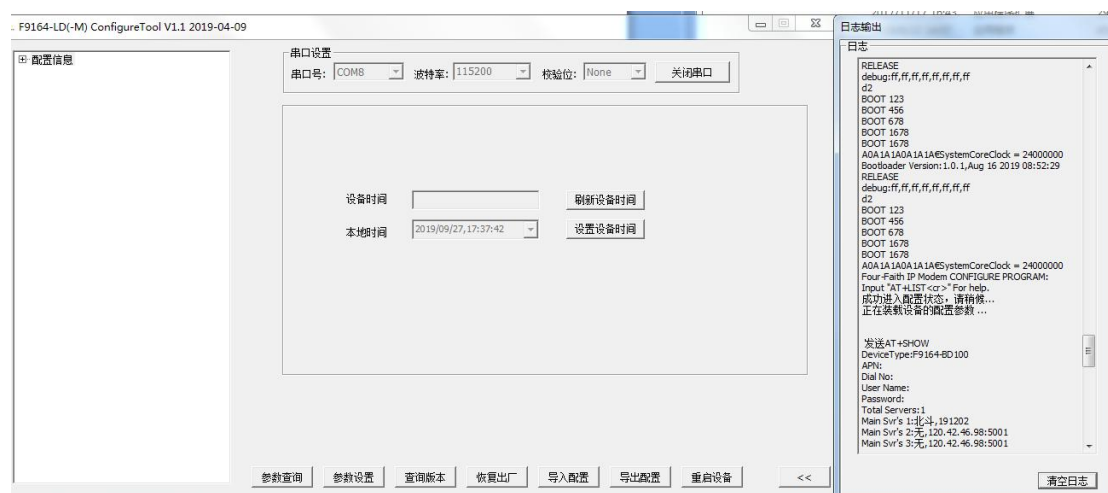 F9164-LD(-M) ConfigureTool V1.1 2019-04-09
配置信息
串口设置
串口号: COM8 波特率: 115200 校验位: None 关闭串口
设备时间 刷新设备时间
本地时间 2019/09/27,17:37:42 设置设备时间
参数查询 参数设置 查询版本 恢复出厂 导入配置 导出配置 重启设备 <<
日志输出
日志
RELEASE
debug:ff,ff,ff,ff,ff,ff,ff,ff
d2
BOOT 123
BOOT 456
BOOT 678
BOOT 1678
BOOT 1678
A0A1A1A0A1A1A€SystemCoreClock = 24000000
Bootloader Version:1.0.1,Aug 16 2019 08:52:29
RELEASE
debug:ff,ff,ff,ff,ff,ff,ff,ff
d2
BOOT 123
BOOT 456
BOOT 678
BOOT 1678
BOOT 1678
A0A1A1A0A1A1A€SystemCoreClock = 24000000
Four-Faith IP Modem CONFIGURE PROGRAM:
Input "AT+LIST<cr>" For help.
成功进入配置状态，请稍候...
正在装载设备的配置参数 ...
发送AT+SHOW
DeviceType:F9164-BD100
APN:
Dial No:
User Name:
Password:
Total Servers:1
Main Svr's 1:北斗,191202
Main Svr's 2:无,120.42.46.98:5001
Main Svr's 3:无,120.42.46.98:5001
清空日志